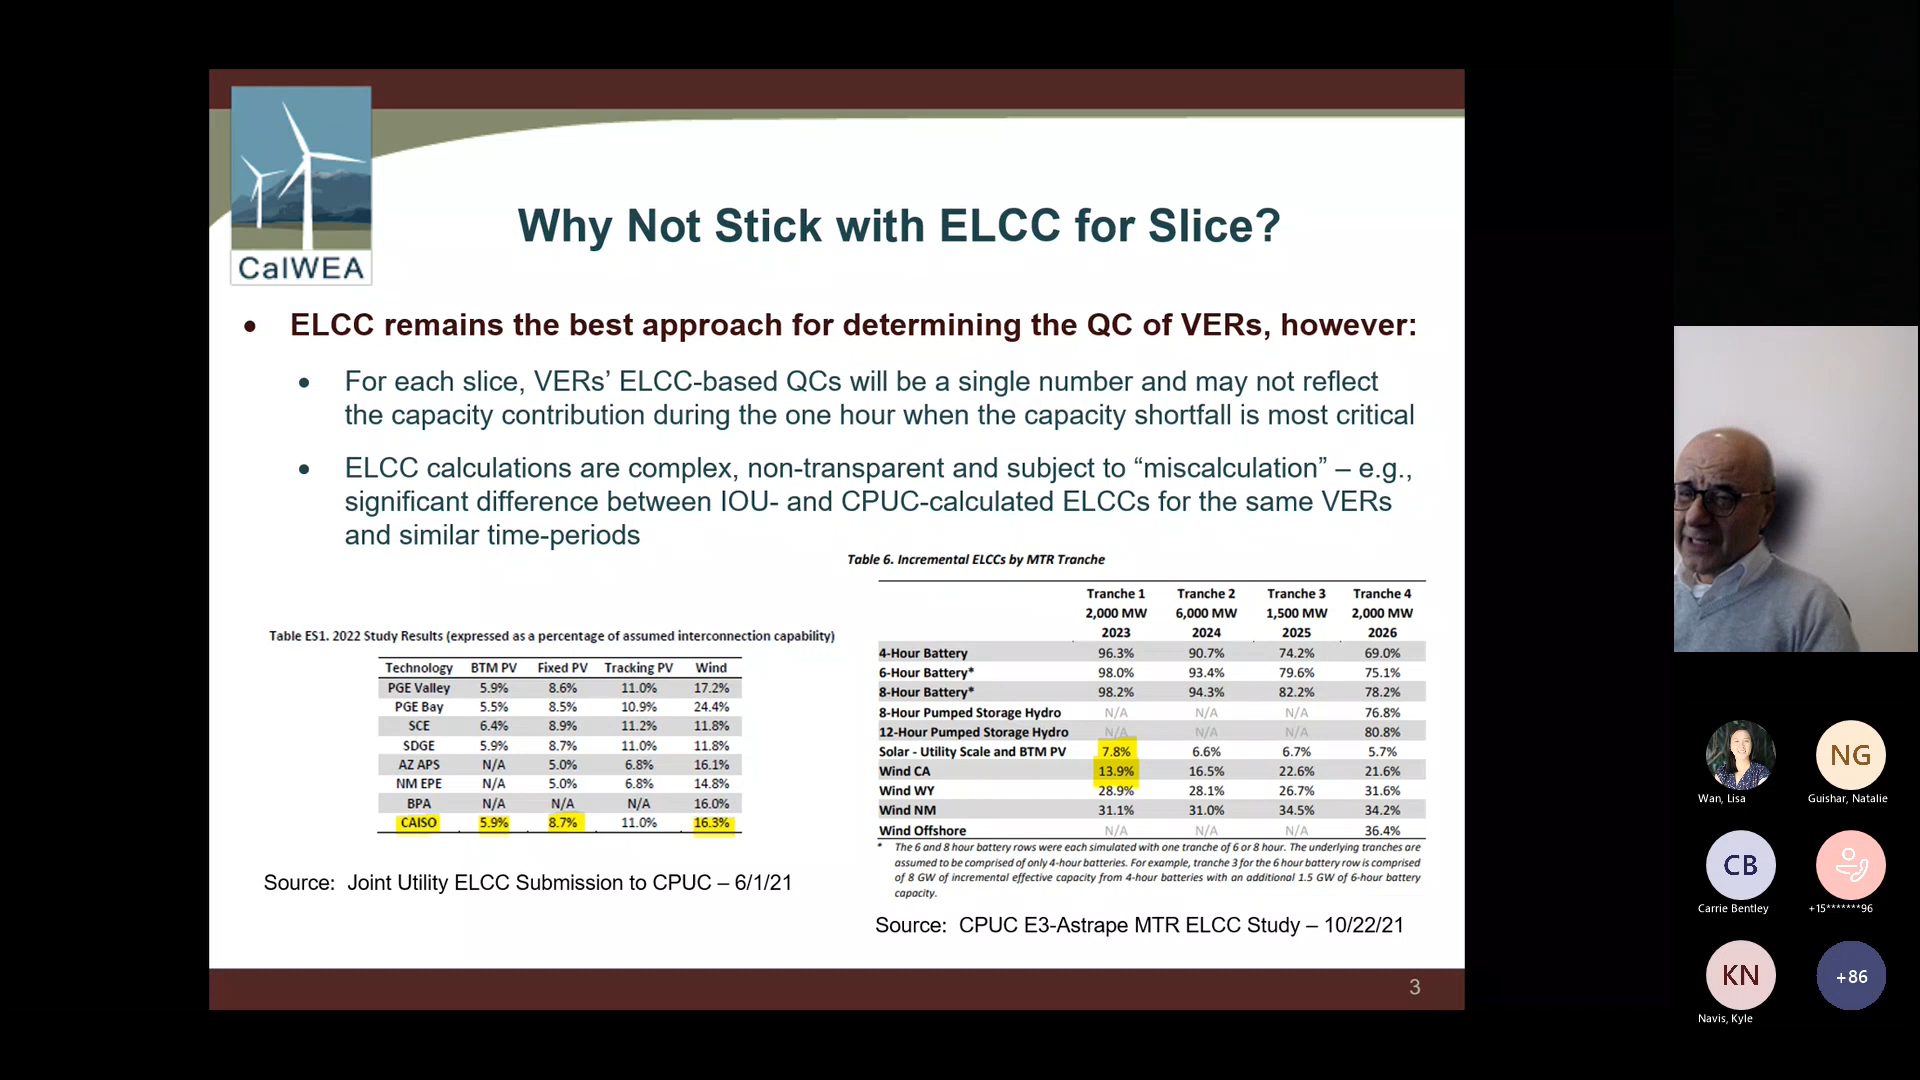 CalWEA
Why Not Stick with ELCC for Slice?
• ELCC remains the best approach for determining the QC of VERs, however:
• For each slice, VERs’ ELCC-based QCs will be a single number and may not reflect
the capacity contribution during the one hour when the capacity shortfall is most critical
• ELCC calculations are complex, non-transparent and subject to “miscalculation” – e.g.,
significant difference between IOU- and CPUC-calculated ELCCs for the same VERs
and similar time-periods
Table ES1. 2022 Study Results (expressed as a percentage of assumed interconnection capability)
Technology BTM PV Fixed PV Tracking PV Wind
PGE Valley 5.9% 8.6% 11.0% 17.2%
PGE Bay 5.5% 8.5% 10.9% 24.4%
SCE 6.4% 8.9% 11.2% 11.8%
SDGE 5.9% 8.7% 11.0% 11.8%
AZ APS N/A 5.0% 6.8% 16.1%
NM EPE N/A 5.0% 6.8% 14.8%
BPA N/A N/A N/A 16.0%
CAISO 5.9% 8.7% 11.0% 16.3%
Source: Joint Utility ELCC Submission to CPUC – 6/1/21
Table 6. Incremental ELCCs by MTR Tranche
Tranche 1 Tranche 2 Tranche 3 Tranche 4
2,000 MW 6,000 MW 1,500 MW 2,000 MW
2023 2024 2025 2026
4-Hour Battery 96.3% 90.7% 74.2% 69.0%
6-Hour Battery* 98.0% 93.4% 79.6% 75.1%
8-Hour Battery* 98.2% 94.3% 82.2% 78.2%
8-Hour Pumped Storage Hydro N/A N/A N/A 76.8%
12-Hour Pumped Storage Hydro N/A N/A N/A 80.8%
Solar - Utility Scale and BTM PV 7.8% 6.6% 6.7% 5.7%
Wind CA 13.9% 16.5% 22.6% 21.6%
Wind WY 28.9% 28.1% 26.7% 31.6%
Wind NM 31.1% 31.0% 34.5% 34.2%
Wind Offshore N/A N/A N/A 36.4%
* The 6 and 8 hour battery rows were each simulated with one tranche of 6 or 8 hour. The underlying tranches are
assumed to be comprised of only 4-hour batteries. For example, tranche 3 for the 6 hour battery row is comprised
of 8 GW of incremental effective capacity from 4-hour batteries with an additional 1.5 GW of 6-hour battery
capacity.
Source: CPUC E3-Astrape MTR ELCC Study – 10/22/21
3
Wan, Lisa
NG
Guishar, Natalie
CB
Carrie Bentley
+15*******96
KN
Navis, Kyle
+86